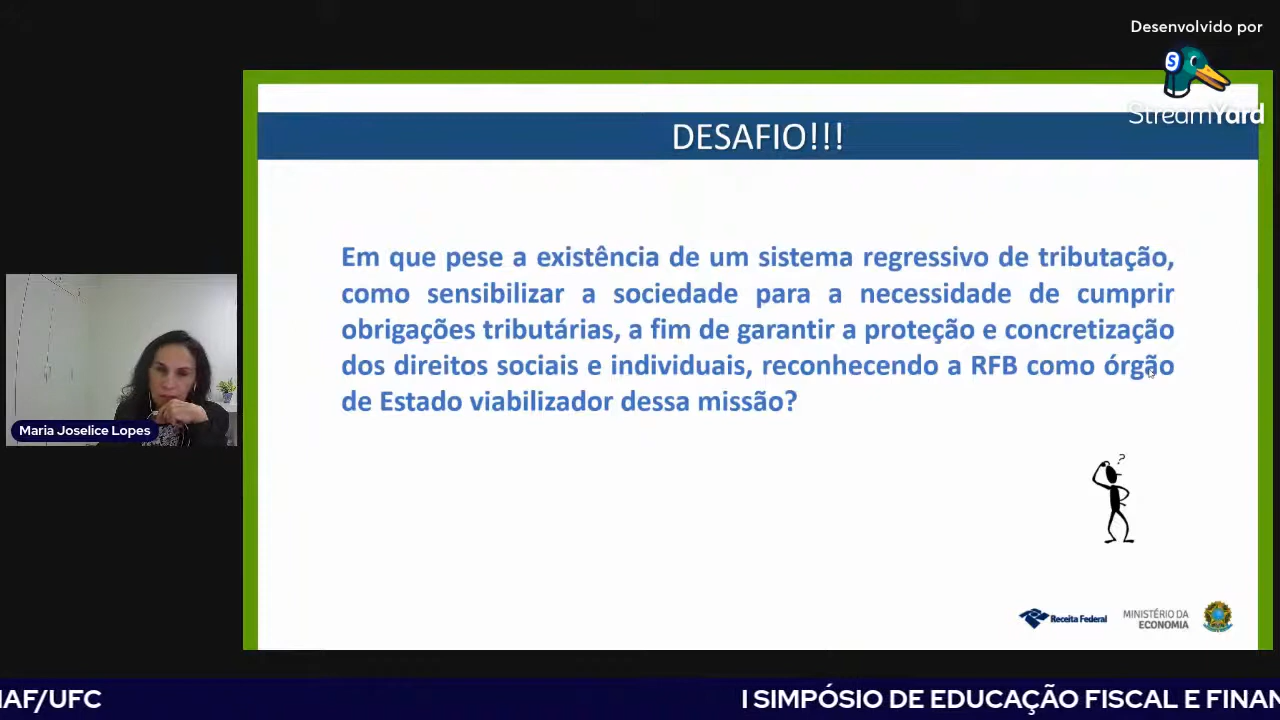 Desenvolvido por
StreamYard
DESAFIO!!!
Em que pese a existência de um sistema regressivo de tributação,
como sensibilizar a sociedade para a necessidade de cumprir
obrigações tributárias, a fim de garantir a proteção e concretização
dos direitos sociais e individuais, reconhecendo a RFB como órgão
de Estado viabilizador dessa missão?
?
Maria Joselice Lopes
Receita Federal
MINISTÉRIO DA
ECONOMIA
IAF/UFC
I SIMPÓSIO DE EDUCAÇÃO FISCAL E FINAN